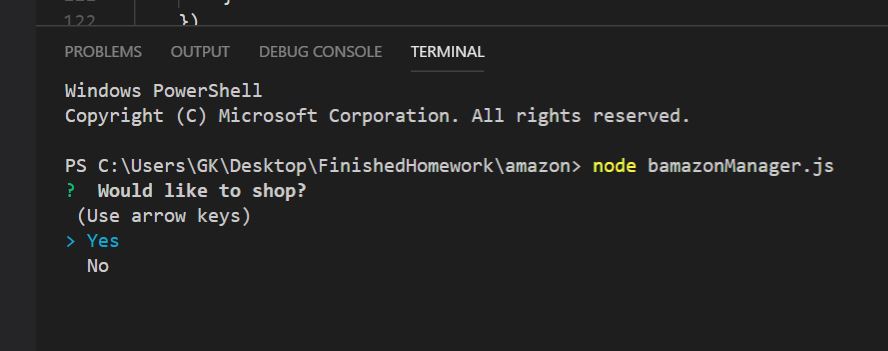 122 })
PROBLEMS OUTPUT DEBUG CONSOLE TERMINAL
Windows PowerShell
Copyright (C) Microsoft Corporation. All rights reserved.
PS C:\Users\GK\Desktop\FinishedHomework\amazon> node bamazonManager.js
? Would like to shop?
(Use arrow keys)
> Yes
No